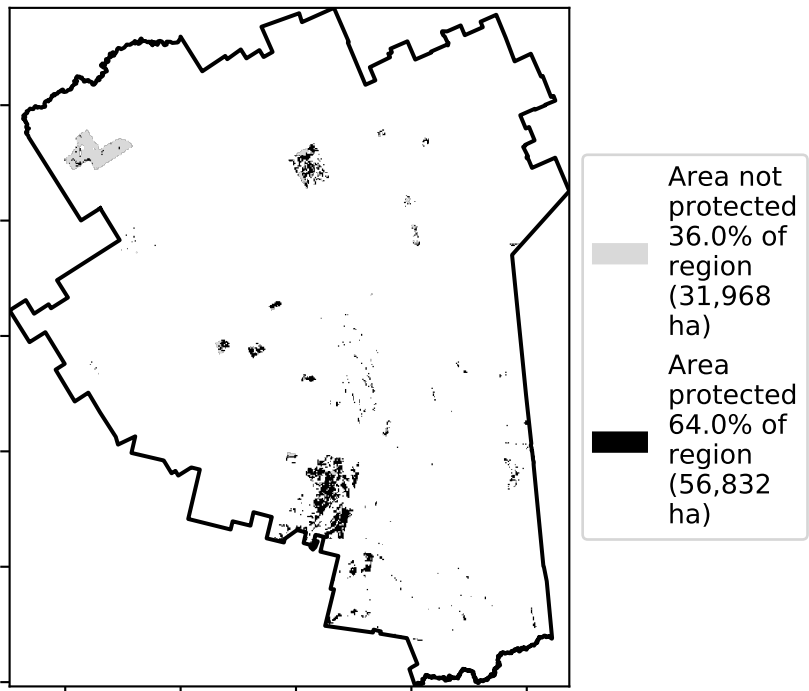 Area not
protected
36.0% of
region
(31,968
ha)
Area
protected
64.0% of
region
(56,832
ha)